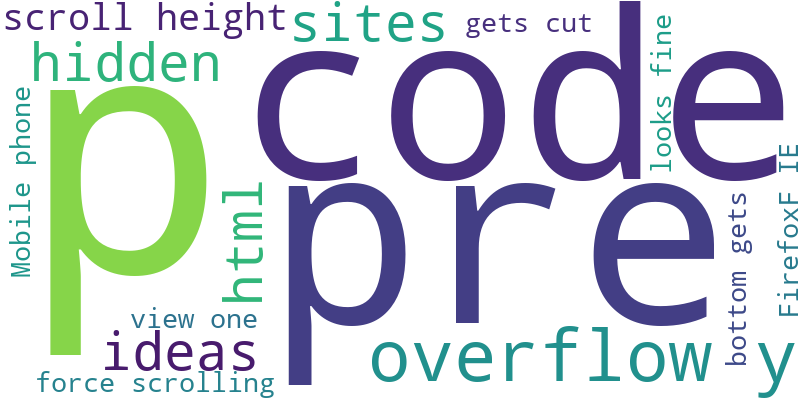 scroll height
sites
gets cut
hidden
code
looks fine
p
Mobile phone
html
pre
bottom gets
FirefoxF IE
view one
ideas
overflow
y
force scrolling